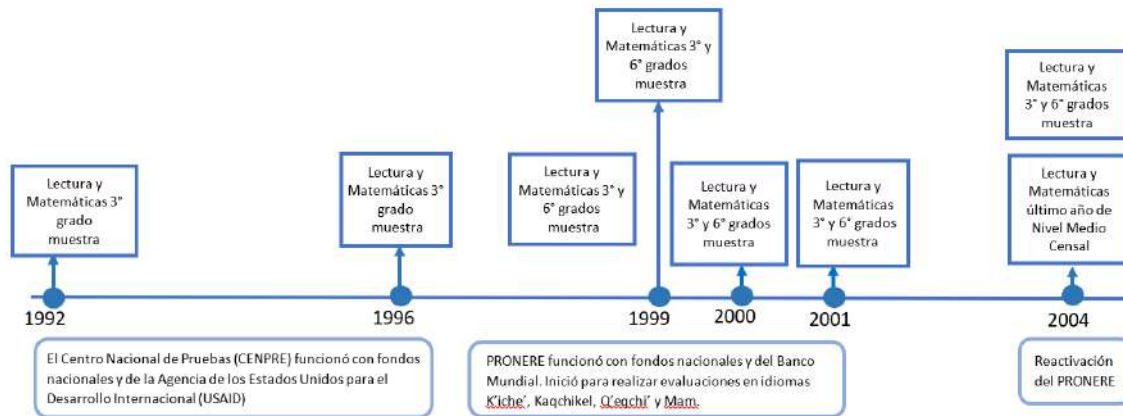 Lectura y
Matemáticas 3°
grado
muestra
Lectura y
Matemáticas 3°
grado
muestra
Lectura y
Matemáticas 3° y
6° grados
muestra
Lectura y
Matemáticas 3° y
6° grados
muestra
Lectura y
Matemáticas
3° y 6° grados
muestra
Lectura y
Matemáticas
3° y 6° grados
muestra
Lectura y
Matemáticas
3° y 6° grados
muestra
Lectura y
Matemáticas
último año de
Nivel Medio
Censal
1992
1996
1999
2000
2001
2004
El Centro Nacional de Pruebas (CENPRE) funcionó con fondos
nacionales y de la Agencia de los Estados Unidos para el
Desarrollo Internacional (USAID)
PRONERE funcionó con fondos nacionales y del Banco
Mundial. Inició para realizar evaluaciones en idiomas
K'iche', Kaqchikel, Q'eqchi' y Mam.
Reactivación
del PRONERE